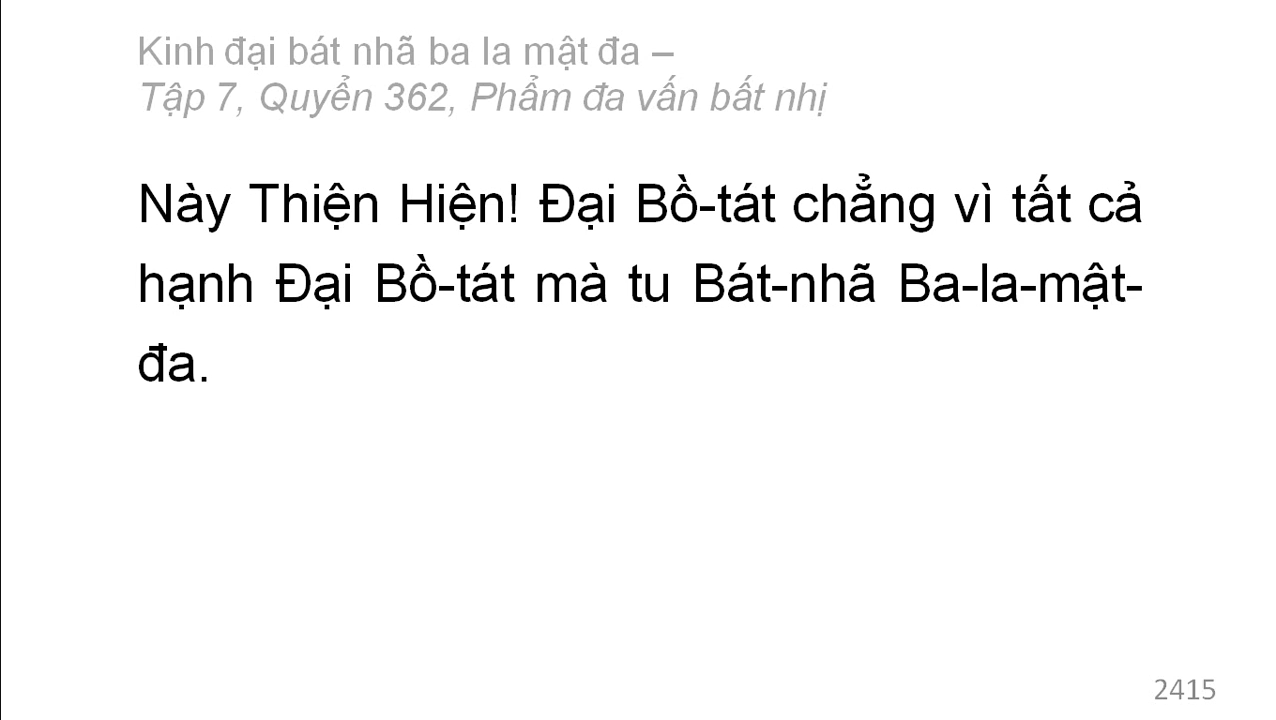 Kinh đại bát nhã ba la mật đa –
Tập 7, Quyển 362, Phẩm đa vấn bất nhị
Này Thiện Hiện! Đại Bồ-tát chẳng vì tất cả
hạnh Đại Bồ-tát mà tu Bát-nhã Ba-la-mật-
đa.
2415